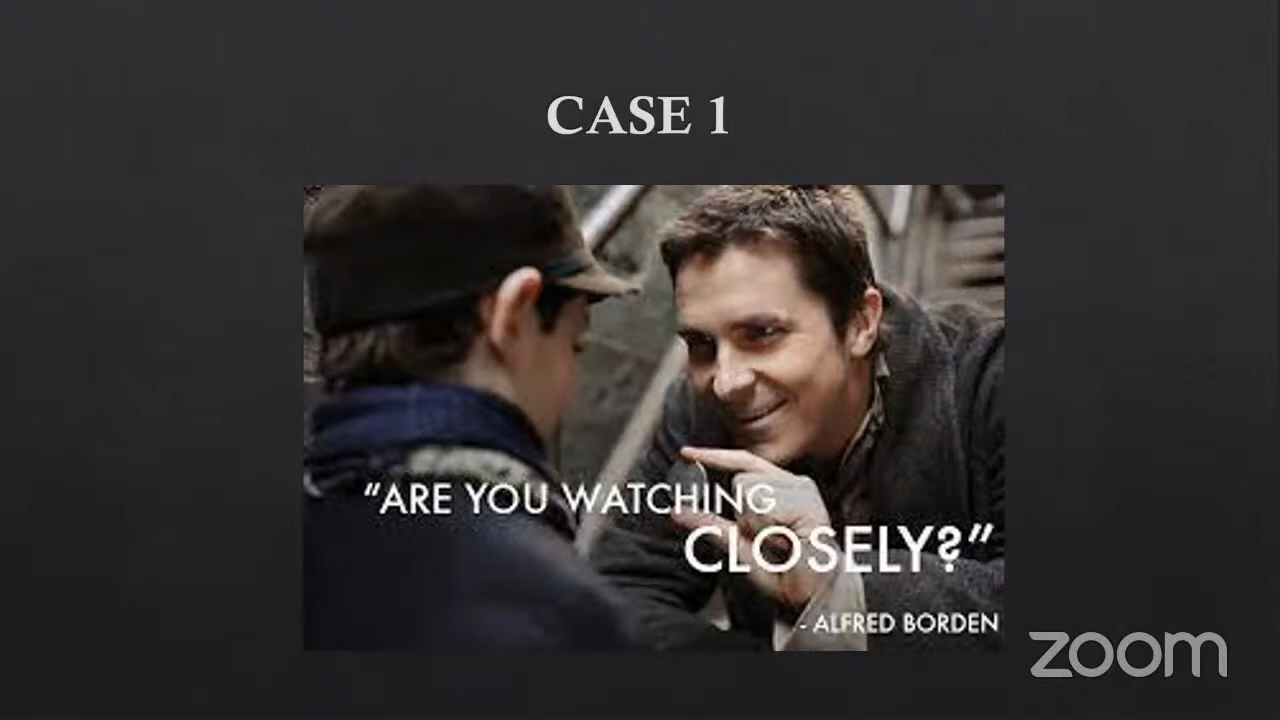 CASE 1
“ARE YOU WATCHING
CLOSELY?”
- ALFRED BORDEN
zoom